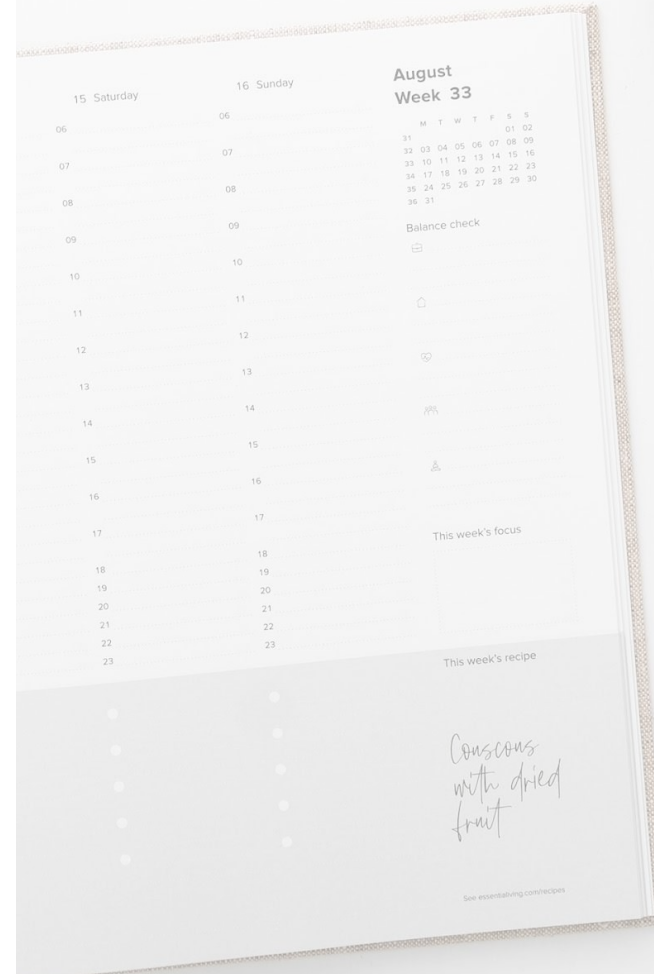 15 Saturday
06
07
08
09
10
11
12
13
14
15
16
17
18
19
20
21
22
23
16 Sunday
06
07
08
09
10
11
12
13
14
15
16
17
18
19
20
21
22
23
August
Week 33
M T W T F S S
31 01 02
32 03 04 05 06 07 08 09
33 10 11 12 13 14 15 16
34 17 18 19 20 21 22 23
35 24 25 26 27 28 29 30
36 31
Balance check
This week's focus
This week's recipe
Couscous
with dried
fruit
See essentialiving.com/recipes